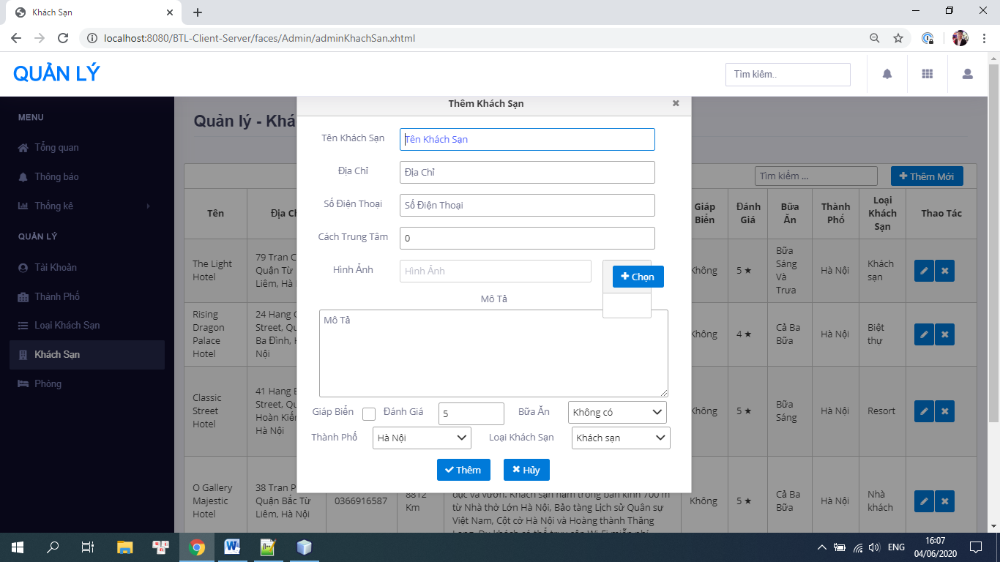 Khách Sạn
localhost:8080/BTL-Client-Server/faces/Admin/adminKhachSan.xhtml
QUẢN LÝ
Tìm kiếm..
MENU
Tổng quan
Thông báo
Thống kê
QUẢN LÝ
Tài Khoản
Thành Phố
Loại Khách Sạn
Khách Sạn
Phòng
Quản lý - Khá
Tìm kiếm ...
Thêm Mới
Tên
Địa Ch
Giáp Biển
Đánh Giá
Bữa Ăn
Thành Phố
Loại Khách Sạn
Thao Tác
The Light Hotel
79 Tran C
Quận Từ
Liêm, Hà
Không
5 ★
Bữa Sáng Và Trưa
Hà Nội
Khách sạn
Rising Dragon Palace Hotel
24 Hang
Street, Qu
Ba Đình, H
Nội
Không
4 ★
Cả Ba Bữa
Hà Nội
Biệt thự
Classic Street Hotel
41 Hang
Street, Qu
Hoàn Kiế
Hà Nội
Không
5 ★
Bữa Sáng
Hà Nội
Resort
O Gallery Majestic Hotel
38 Tran P
Quận Bắc Từ
Liêm, Hà Nội
0366916587
8812 Km
dục và vườn. Khách sạn nằm trong bán kính 700 m
từ Nhà thờ Lớn Hà Nội, Bảo tàng Lịch sử Quân sự
Việt Nam, Cột cờ Hà Nội và Hoàng thành Thăng
Không
5 ★
Cả Ba Bữa
Hà Nội
Nhà khách
Thêm Khách Sạn
Tên Khách Sạn
Tên Khách Sạn
Địa Chỉ
Địa Chỉ
Số Điện Thoại
Số Điện Thoại
Cách Trung Tâm
0
Hình Ảnh
Hình Ảnh
Chọn
Mô Tả
Mô Tả
Giáp Biển
Đánh Giá
5
Bữa Ăn
Không có
Thành Phố
Hà Nội
Loại Khách Sạn
Khách sạn
Thêm
Hủy
ENG
16:07
04/06/2020